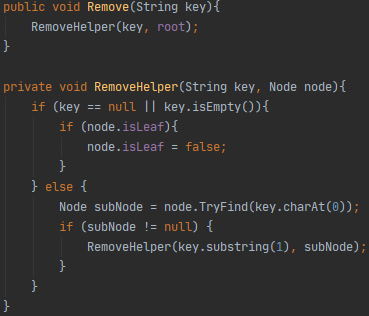 public void Remove(String key){
    RemoveHelper(key, root);
}

private void RemoveHelper(String key, Node node){
    if (key == null || key.isEmpty()){
        if (node.isLeaf){
            node.isLeaf = false;
        }
    } else {
        Node subNode = node.TryFind(key.charAt(0));
        if (subNode != null) {
            RemoveHelper(key.substring(1), subNode);
        }
    }
}